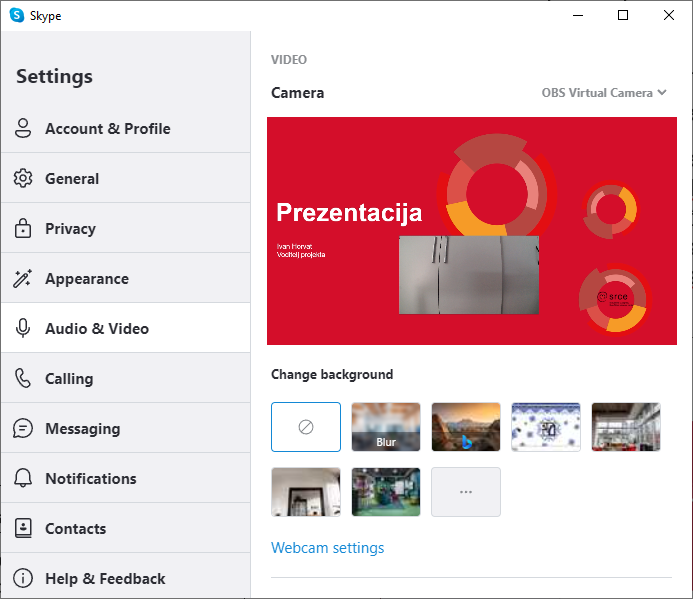 Skype
Settings
Account & Profile
General
Privacy
Appearance
Audio & Video
Calling
Messaging
Notifications
Contacts
Help & Feedback
VIDEO
Camera
OBS Virtual Camera
Prezentacija
Ivan Horvat
Voditelj projekta
srce
Change background
Blur
Webcam settings